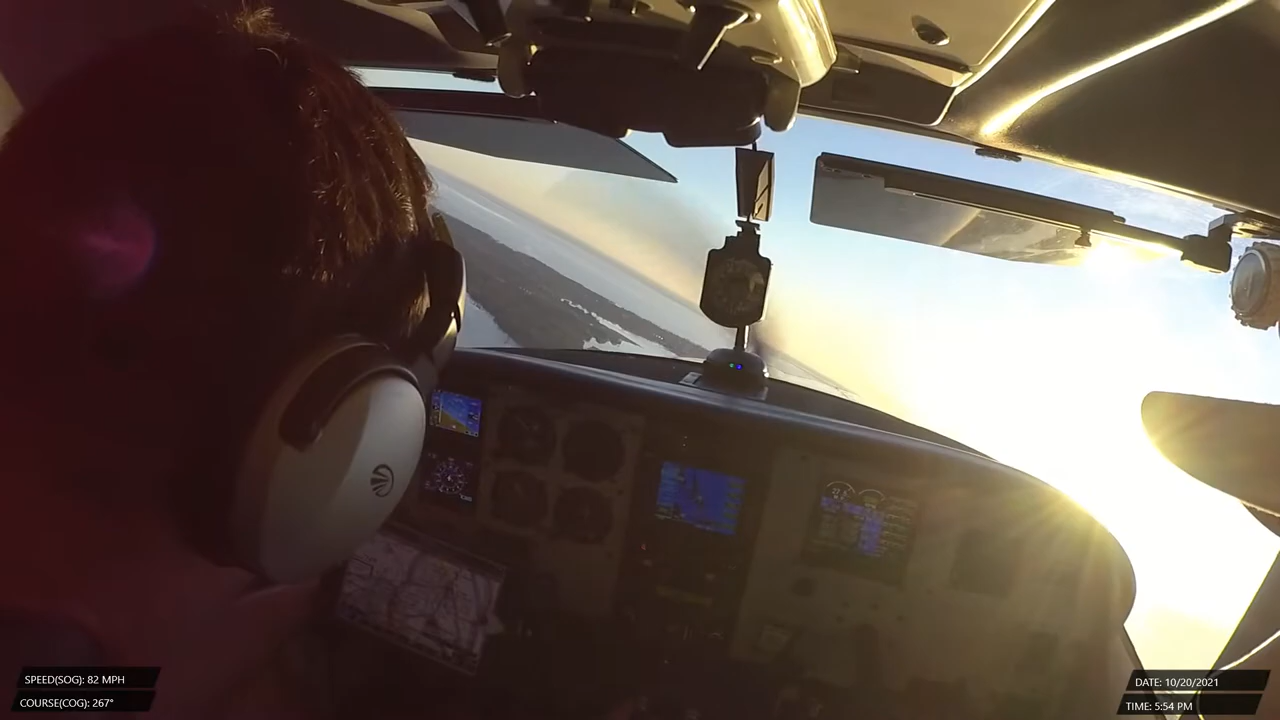 SPEED(SOG): 82 MPH
COURSE(COG): 267°
DATE: 10/20/2021
TIME: 5:54 PM